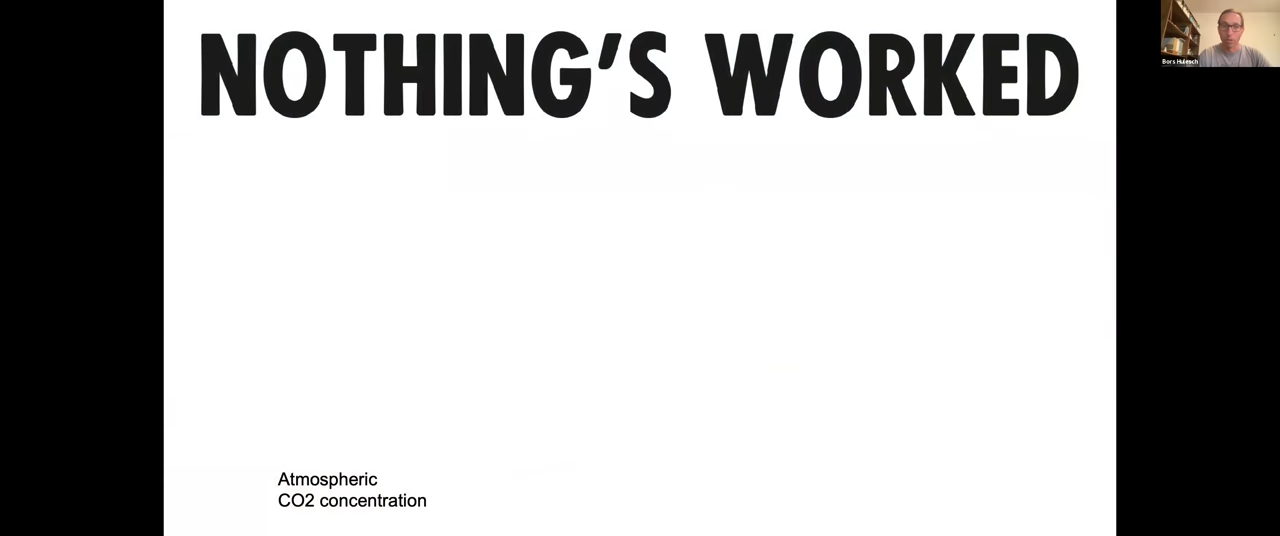 NOTHING'S WORKED
Bors Hulesch
Atmospheric
CO2 concentration